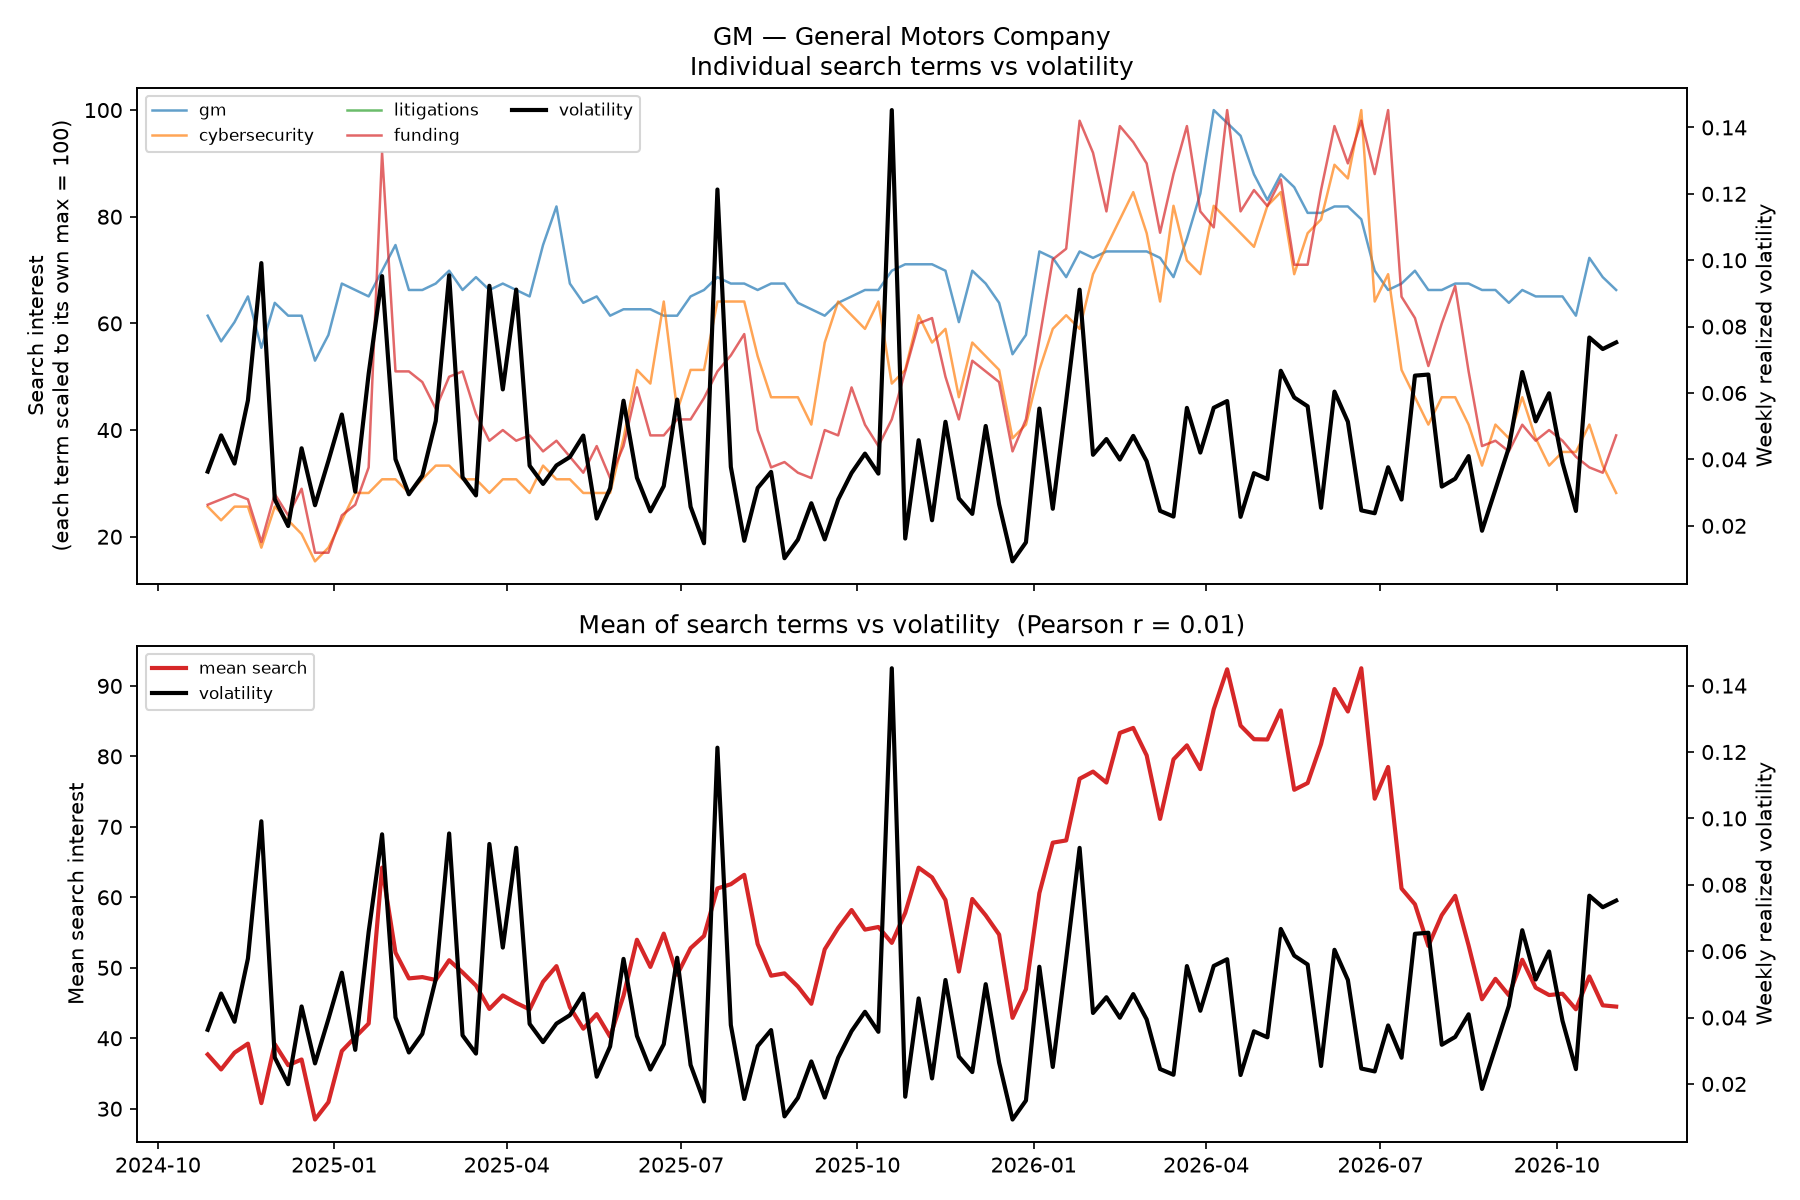 GM — General Motors Company
Individual search terms vs volatility
gm
cybersecurity
litigations
funding
volatility
Search interest
(each term scaled to its own max = 100)
100
80
60
40
20
0.14
0.12
0.10
0.08
0.06
0.04
0.02
Weekly realized volatility
Mean of search terms vs volatility (Pearson r = 0.01)
mean search
volatility
Mean search interest
90
80
70
60
50
40
30
0.14
0.12
0.10
0.08
0.06
0.04
0.02
Weekly realized volatility
2024-10 2025-01 2025-04 2025-07 2025-10 2026-01 2026-04 2026-07 2026-10